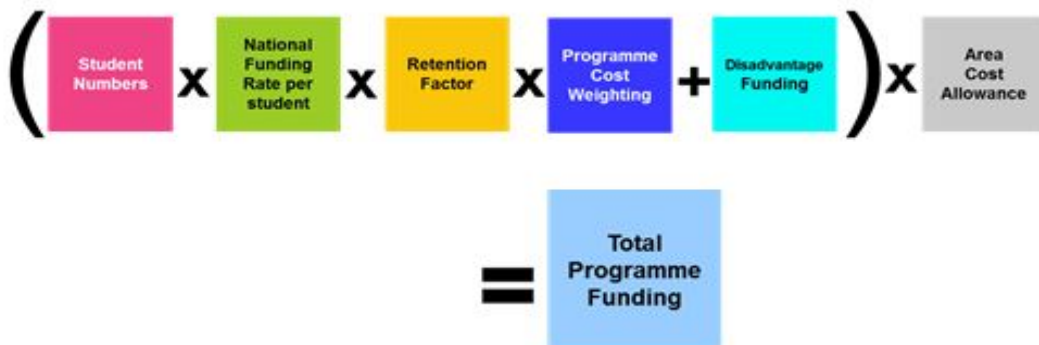 (
Student
Numbers
x
National
Funding
Rate per
student
x
Retention
Factor
x
Programme
Cost
Weighting
+
Disadvantage
Funding
)
x
Area
Cost
Allowance
=
Total
Programme
Funding